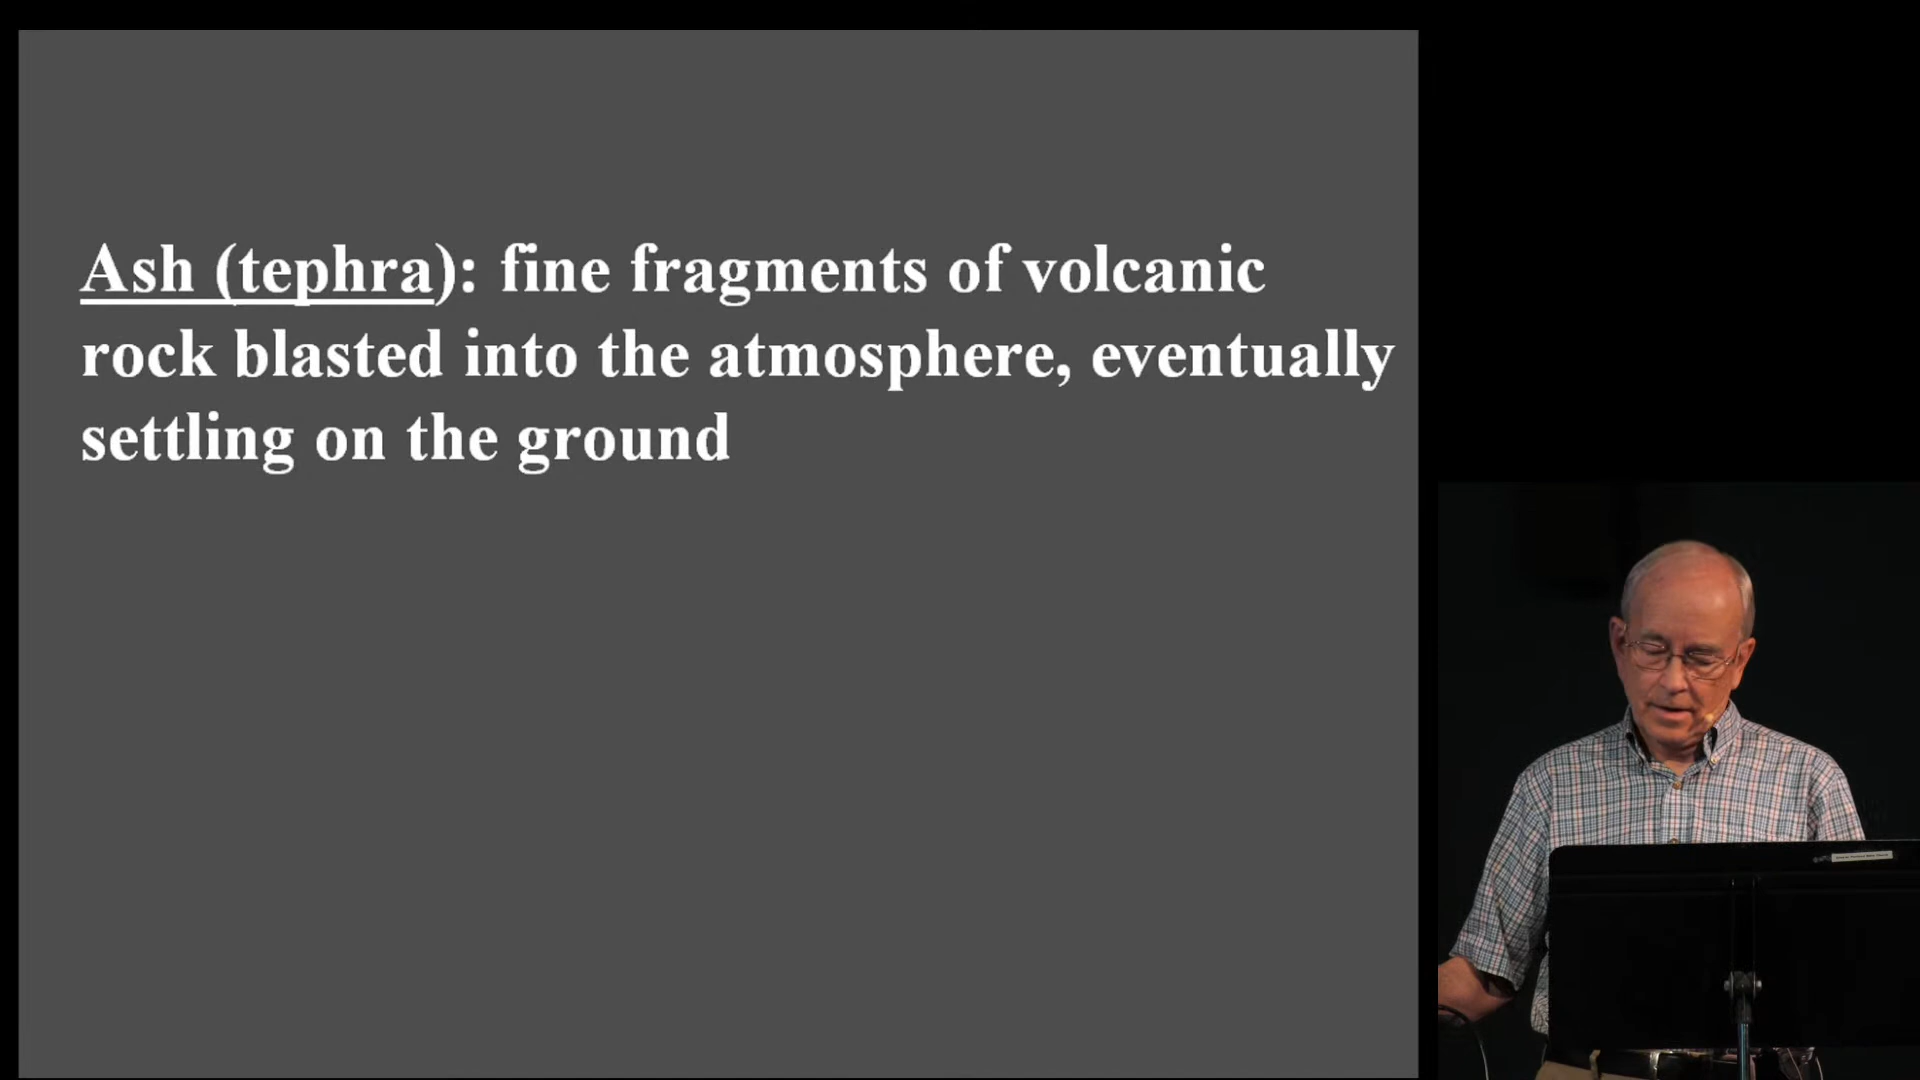 Ash (tephra): fine fragments of volcanic
rock blasted into the atmosphere, eventually
settling on the ground